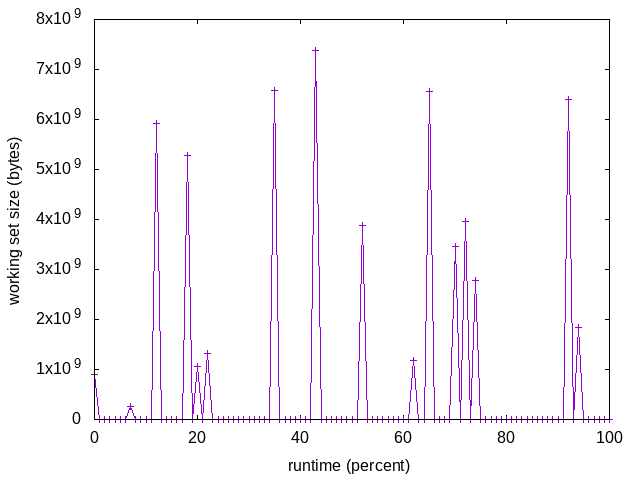 8x10^9
7x10^9
6x10^9
5x10^9
4x10^9
3x10^9
2x10^9
1x10^9
0
working set size (bytes)
0 20 40 60 80 100
runtime (percent)